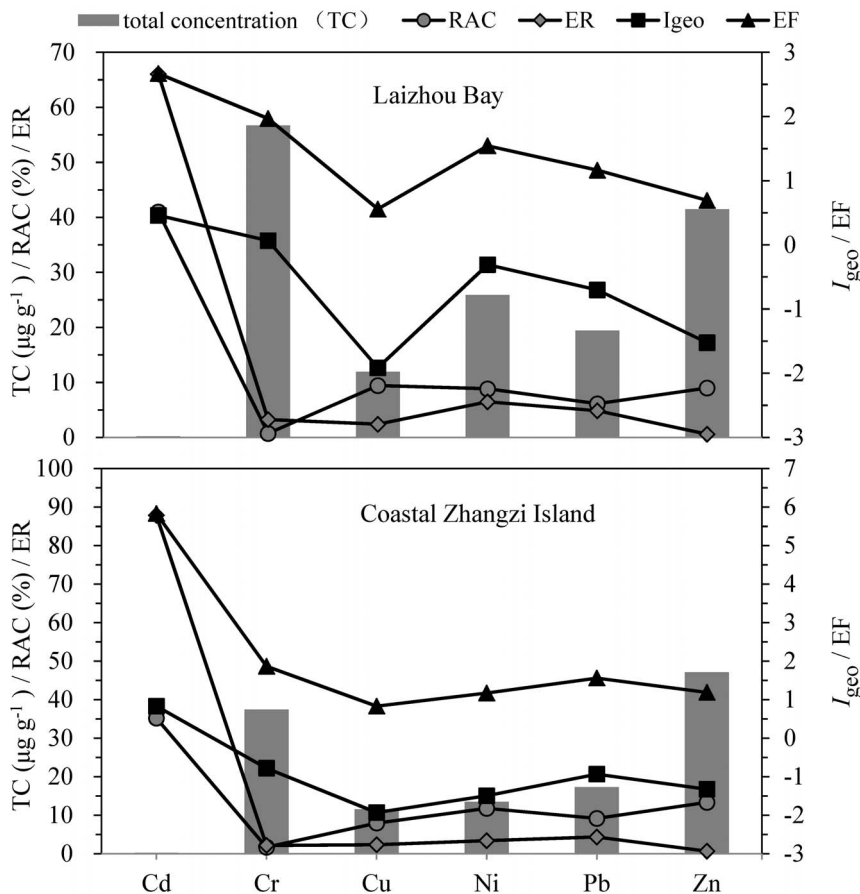 total concentration （TC） RAC ER Igeo EF
70 3
60 2
50 1
40 0
30 -1
20 -2
10
0 -3
Laizhou Bay
TC (µg g⁻¹) / RAC (%) / ER
I_geo / EF
100 7
90 6
80 5
70 4
60 3
50 2
40 1
30 0
20 -1
10 -2
0 -3
Coastal Zhangzi Island
TC (µg g⁻¹) / RAC (%) / ER
I_geo / EF
Cd Cr Cu Ni Pb Zn